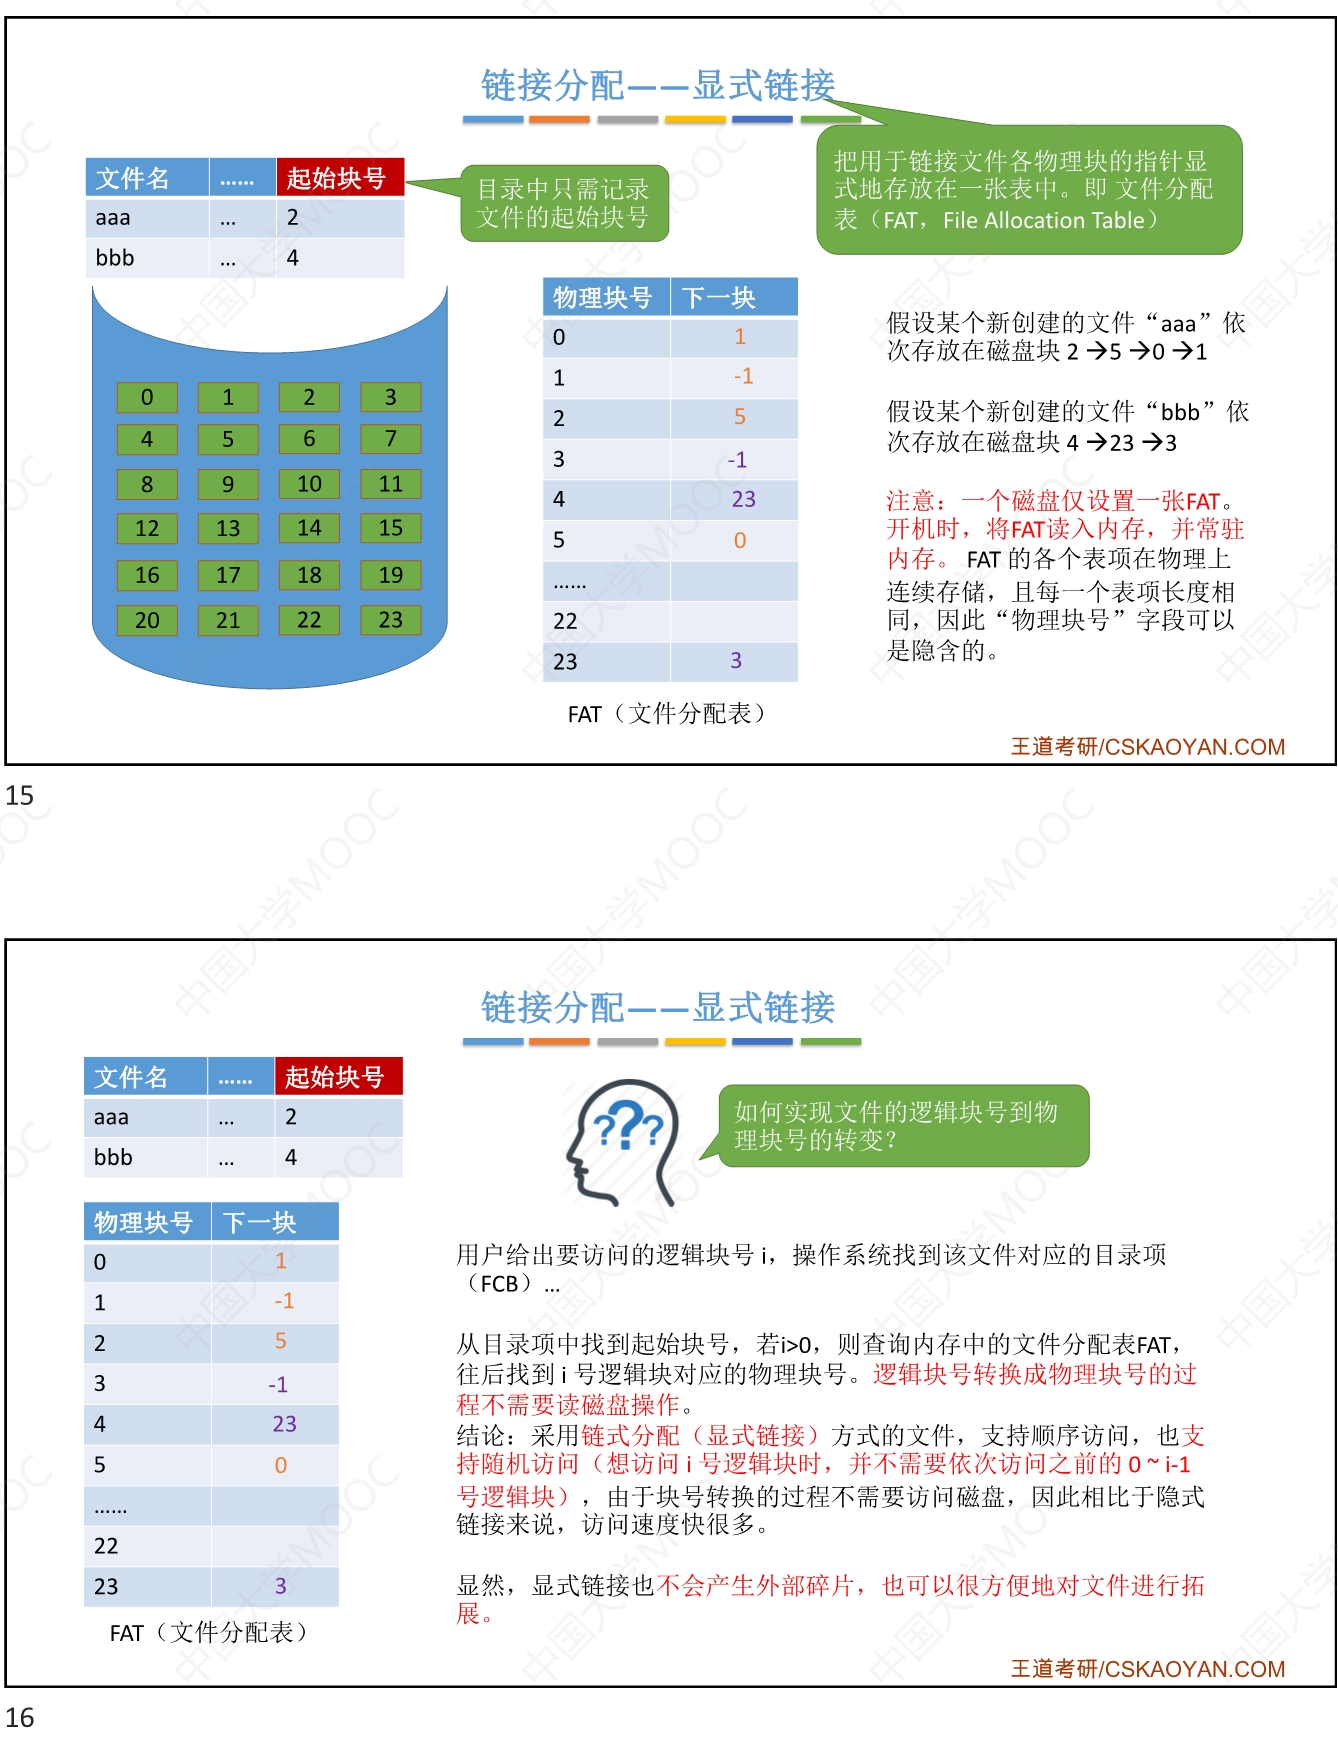 链接分配——显式链接
把用于链接文件各物理块的指针显
式地存放在一张表中。即 文件分配
表（FAT，File Allocation Table）
文件名 …… 起始块号
aaa … 2
bbb … 4
目录中只需记录
文件的起始块号
0 1 2 3
4 5 6 7
8 9 10 11
12 13 14 15
16 17 18 19
20 21 22 23
物理块号 下一块
0 1
1 -1
2 5
3 -1
4 23
5 0
……
22
23 3
FAT（文件分配表）
假设某个新创建的文件“aaa”依
次存放在磁盘块 2 →5 →0 →1
假设某个新创建的文件“bbb”依
次存放在磁盘块 4 →23 →3
注意：一个磁盘仅设置一张FAT。
开机时，将FAT读入内存，并常驻
内存。 FAT 的各个表项在物理上
连续存储，且每一个表项长度相
同，因此“物理块号”字段可以
是隐含的。
王道考研/CSKAOYAN.COM
15
链接分配——显式链接
文件名 …… 起始块号
aaa … 2
bbb … 4
???
如何实现文件的逻辑块号到物
理块号的转变？
物理块号 下一块
0 1
1 -1
2 5
3 -1
4 23
5 0
……
22
23 3
FAT（文件分配表）
用户给出要访问的逻辑块号 i，操作系统找到该文件对应的目录项
（FCB）…
从目录项中找到起始块号，若i>0，则查询内存中的文件分配表FAT，
往后找到 i 号逻辑块对应的物理块号。逻辑块号转换成物理块号的过
程不需要读磁盘操作。
结论：采用链式分配（显式链接）方式的文件，支持顺序访问，也支
持随机访问（想访问 i 号逻辑块时，并不需要依次访问之前的 0 ~ i-1
号逻辑块），由于块号转换的过程不需要访问磁盘，因此相比于隐式
链接来说，访问速度快很多。
显然，显式链接也不会产生外部碎片，也可以很方便地对文件进行拓
展。
王道考研/CSKAOYAN.COM
16
中国大学MOOC